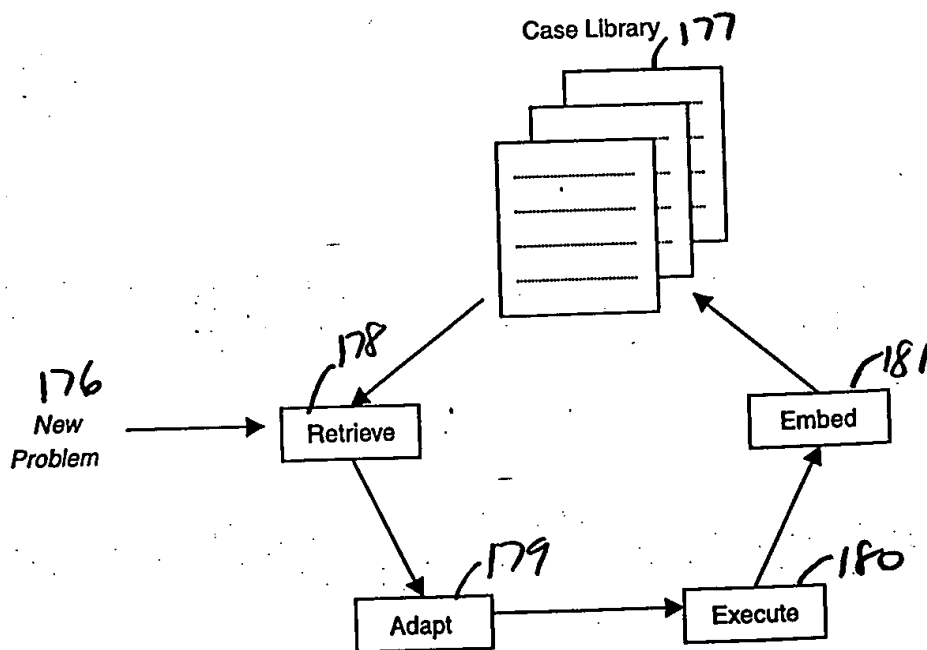 Case Library 177
178
176
New
Problem
Retrieve
181
Embed
179
Adapt
180
Execute